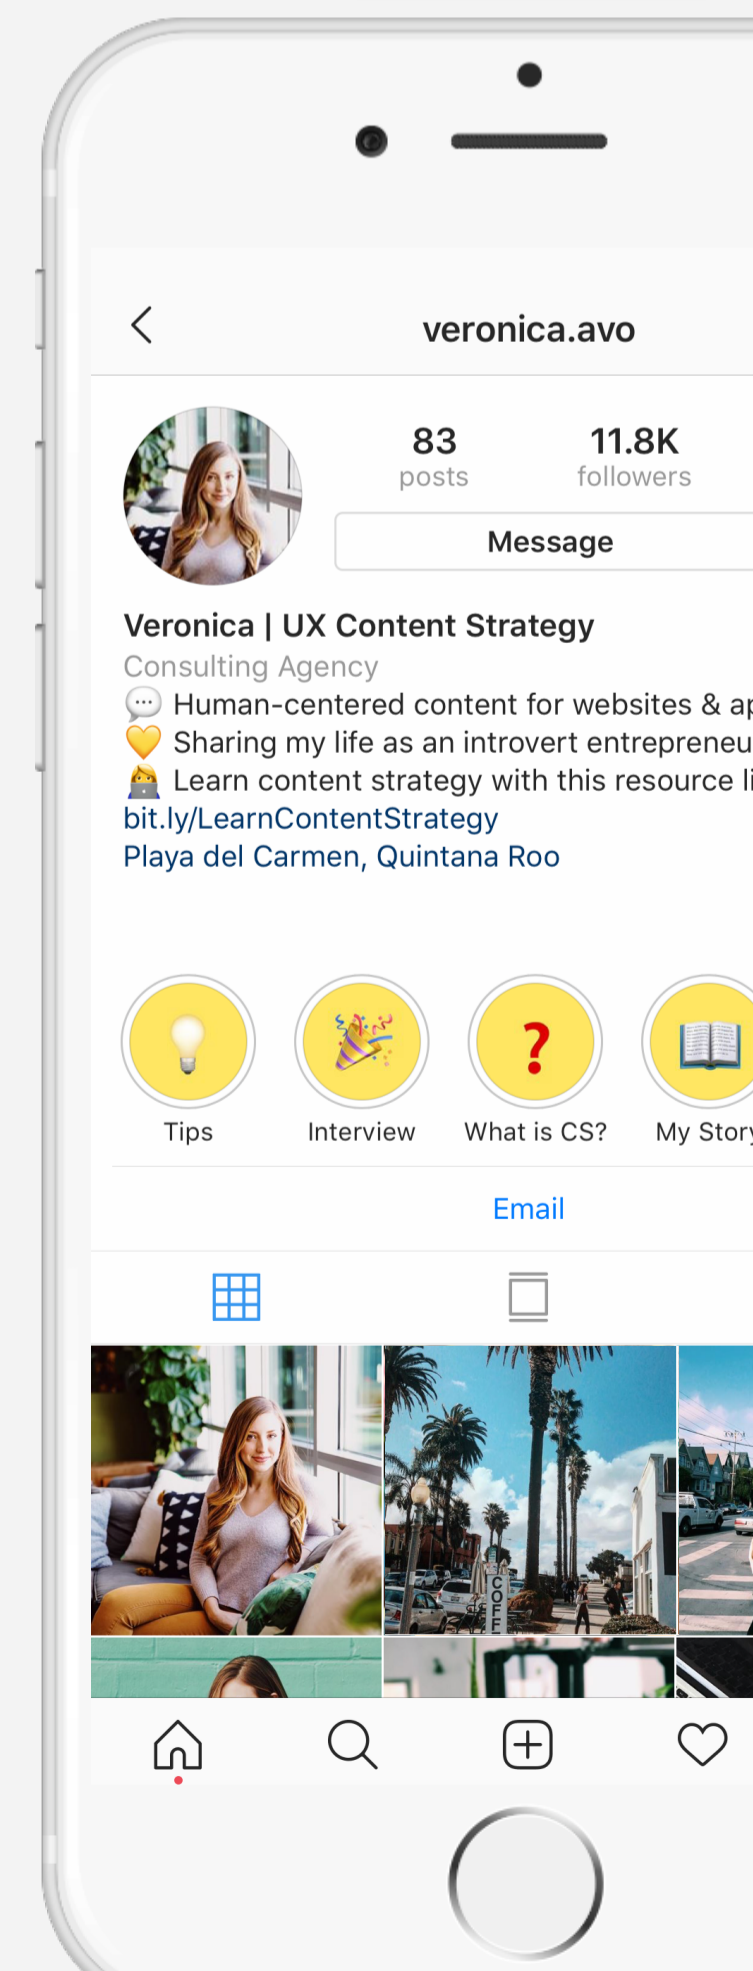 veronica.avo
83
posts
11.8K
followers
Message
Veronica | UX Content Strategy
Consulting Agency
Human-centered content for websites & ap
Sharing my life as an introvert entrepreneu
Learn content strategy with this resource li
bit.ly/LearnContentStrategy
Playa del Carmen, Quintana Roo
Tips
Interview
What is CS?
My Story
Email
COFFE